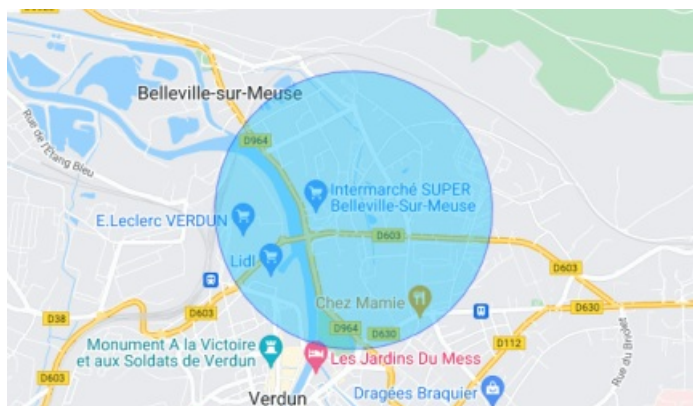 Belleville-sur-Meuse
D964
Rue de l'Étang Bleu
Intermarché SUPER
Belleville-Sur-Meuse
E.Leclerc VERDUN
D603
Lidl
D603
Chez Mamie
D630
D38
D603
D964
D630
Monument A la Victoire
et aux Soldats de Verdun
D112
Les Jardins Du Mess
Rue du Brojet
D603
Verdun
Dragées Braquier